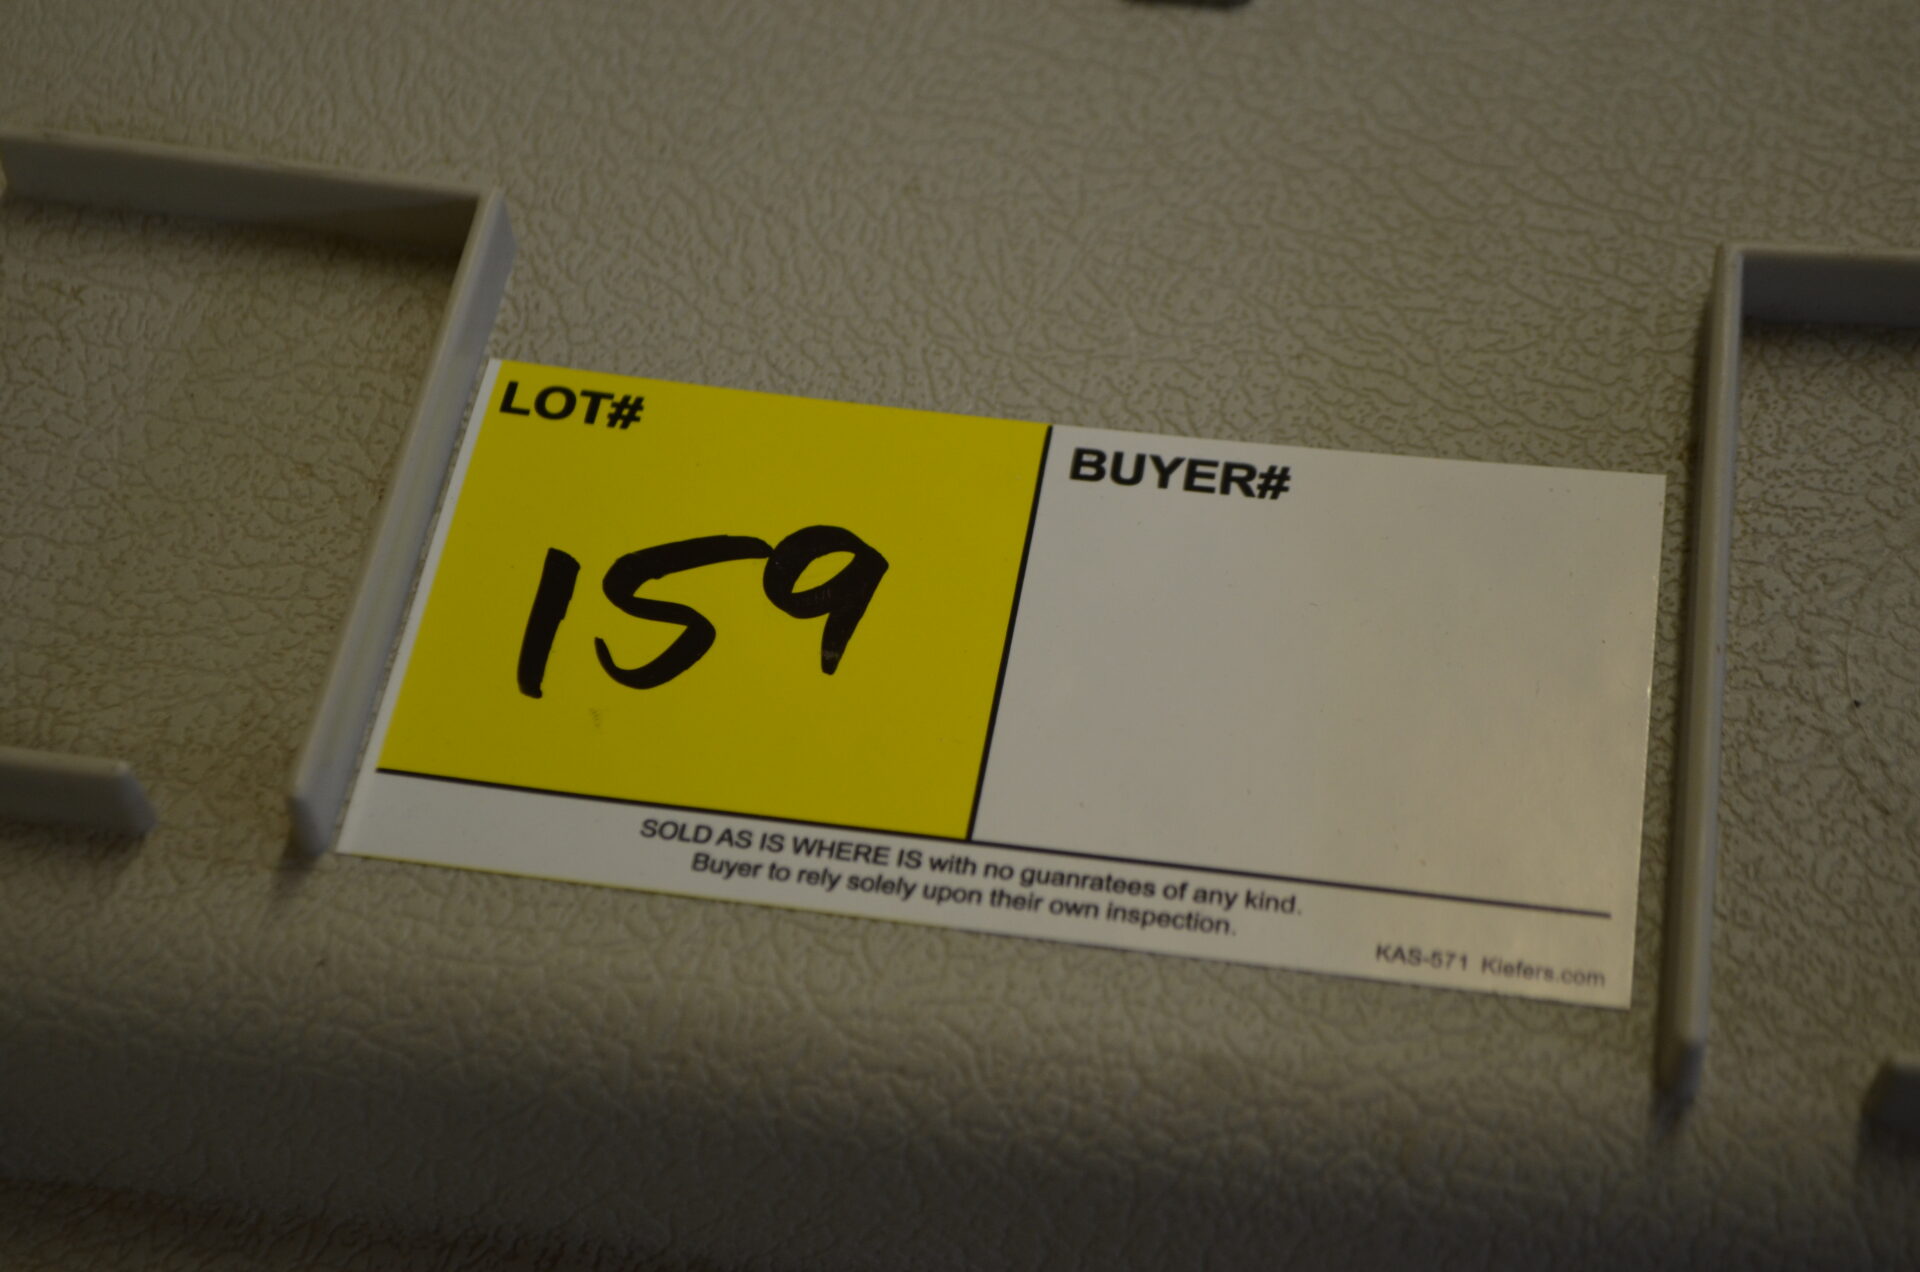 LOT#
BUYER#
159
SOLD AS IS WHERE IS with no guanratees of any kind.
Buyer to rely solely upon their own inspection.
KAS-571 Kiefers.com